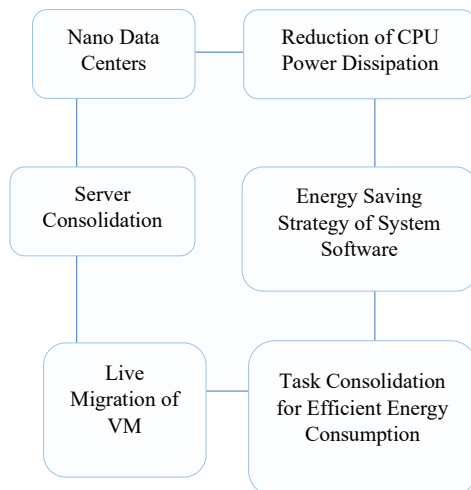 Nano Data
Centers
Reduction of CPU
Power Dissipation
Server
Consolidation
Energy Saving
Strategy of System
Software
Live
Migration of
VM
Task Consolidation
for Efficient Energy
Consumption